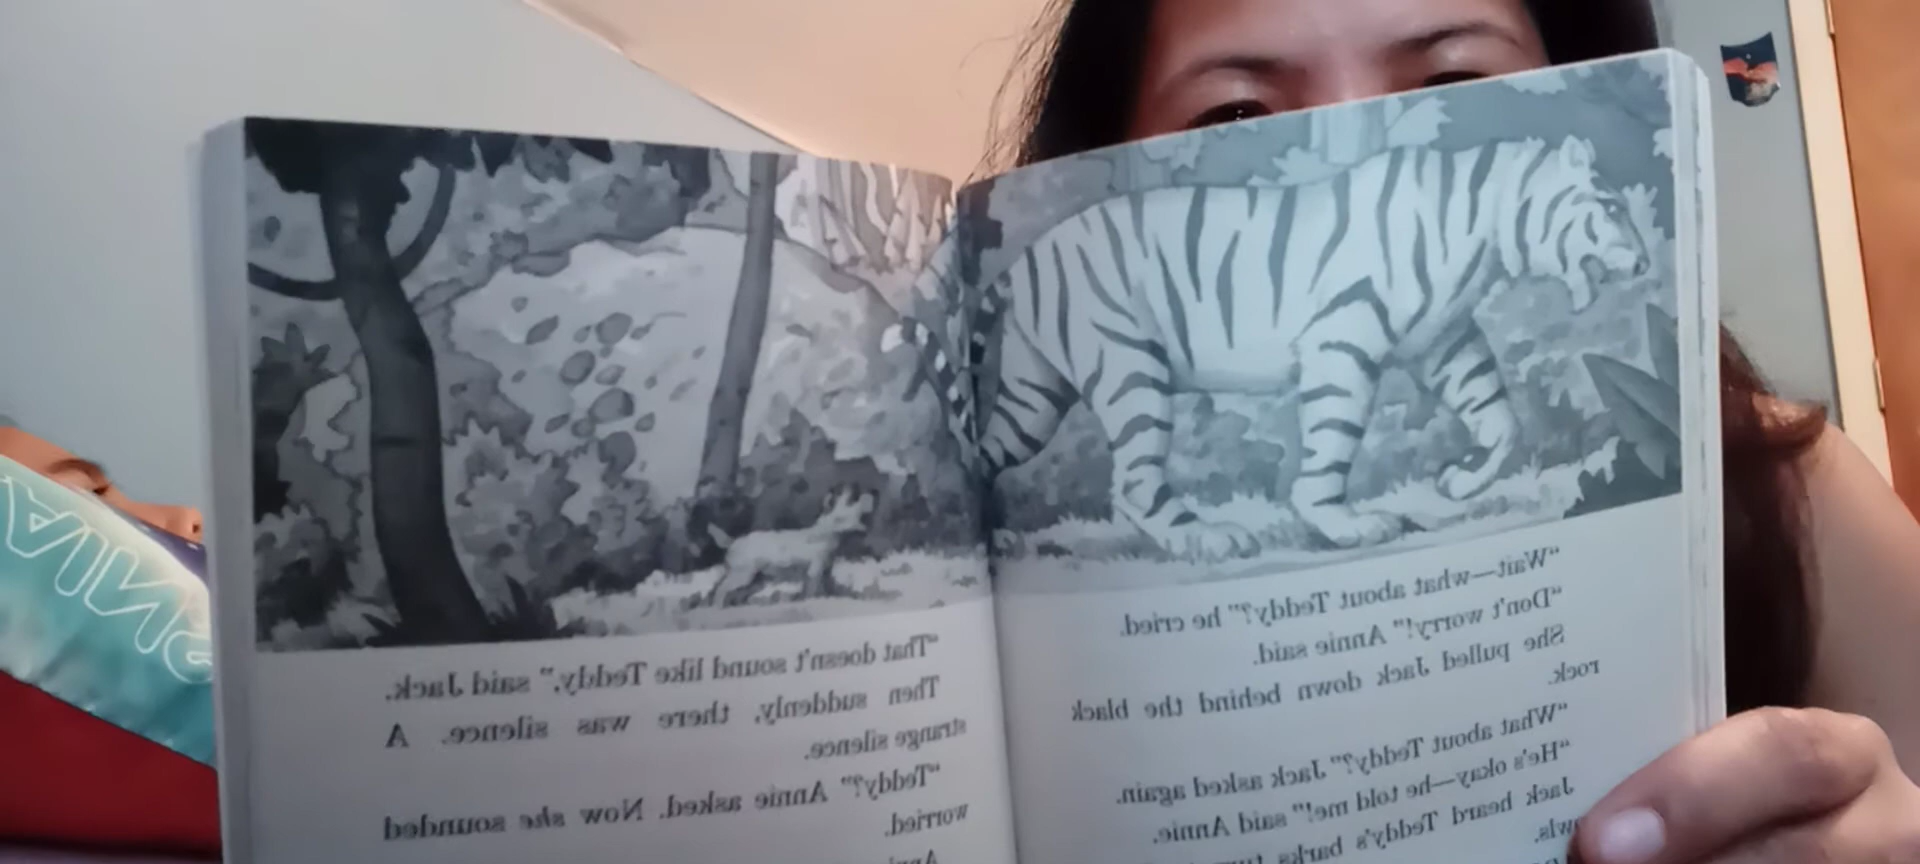 “Wait—what about Teddy?” he cried.
“Don't worry!” Annie said.
She pulled Jack down behind the black
rock.
“What about Teddy?” Jack asked again.
“He's okay—he told me!” said Annie.
Jack heard Teddy's barks
“That doesn't sound like Teddy,” said Jack.
Then suddenly, there was silence. A
strange silence.
“Teddy?” Annie asked. Now she sounded
worried.